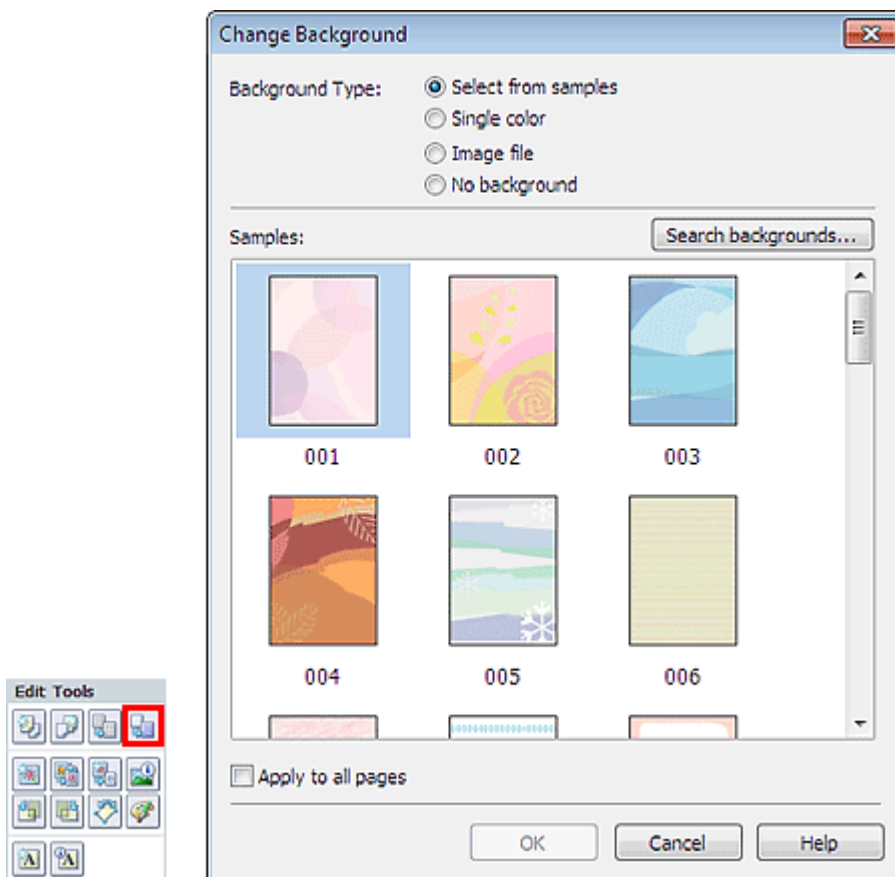 Change Background
Background Type:
Select from samples
Single color
Image file
No background
Samples:
Search backgrounds...
001
002
003
004
005
006
Edit Tools
Apply to all pages
OK
Cancel
Help
A
A